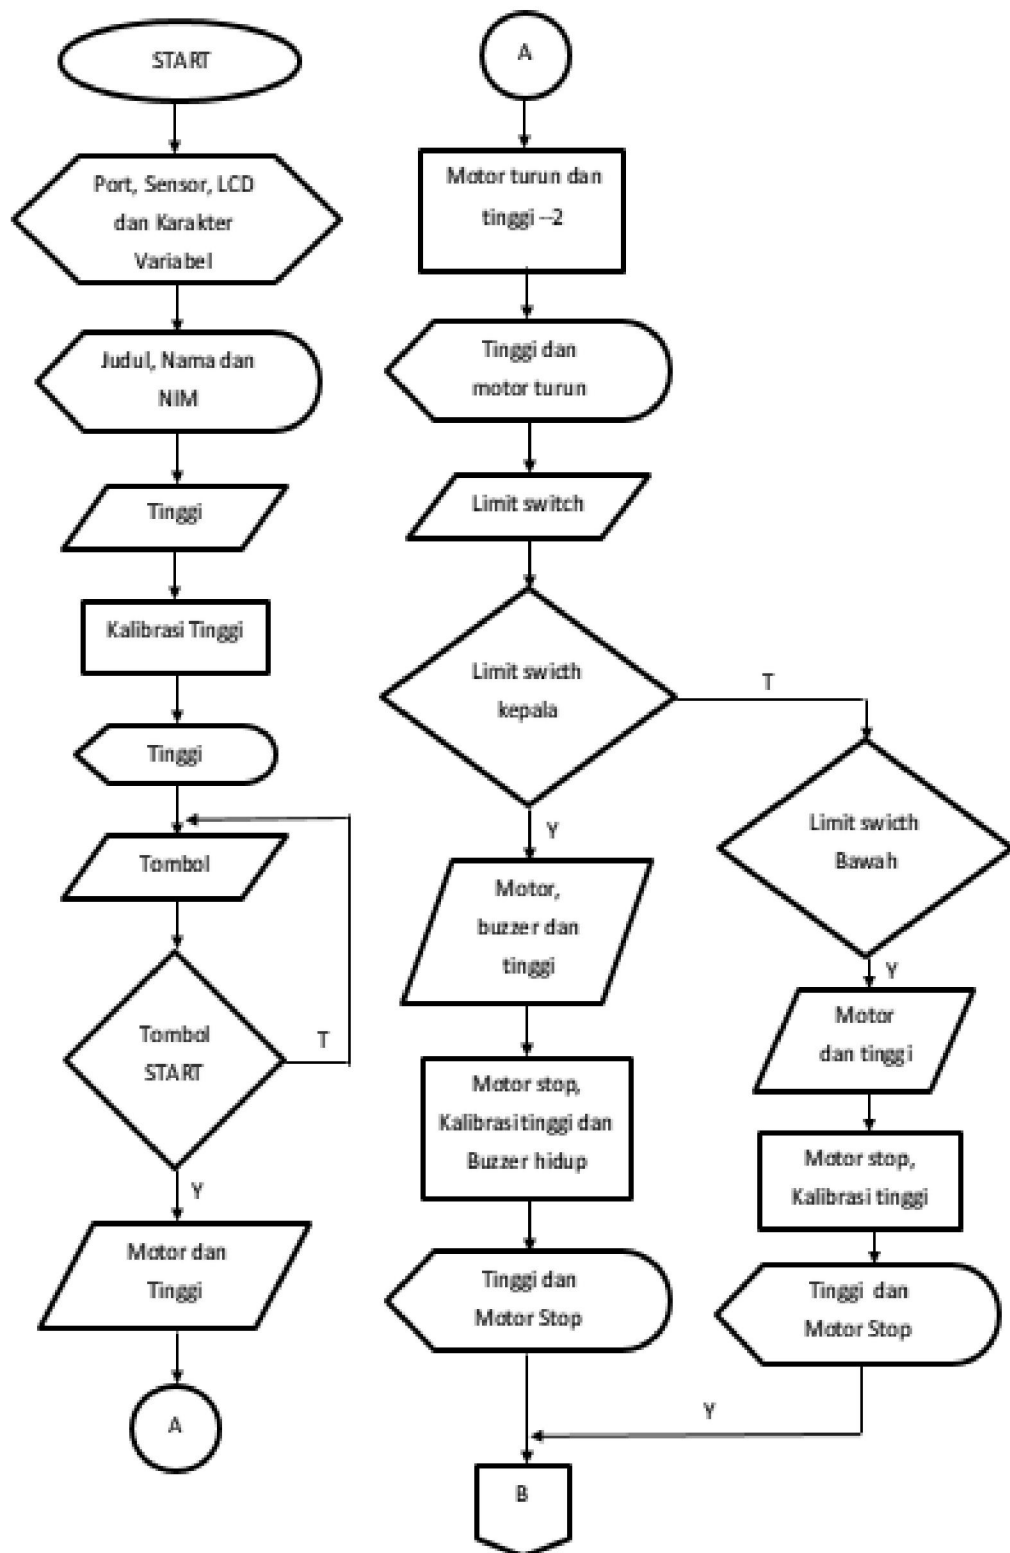 START
Port, Sensor, LCD
dan Karakter
Variabel
Judul, Nama dan
NIM
Tinggi
Kalibrasi Tinggi
Tinggi
Tombol
Tombol
START
T
Y
Motor dan
Tinggi
A
A
Motor turun dan
tinggi --2
Tinggi dan
motor turun
Limit switch
Limit swicth
kepala
T
Y
Motor,
buzzer dan
tinggi
Motor stop,
Kalibrasi tinggi dan
Buzzer hidup
Tinggi dan
Motor Stop
Limit swicth
Bawah
Y
Motor
dan tinggi
Motor stop,
Kalibrasi tinggi
Tinggi dan
Motor Stop
Y
B